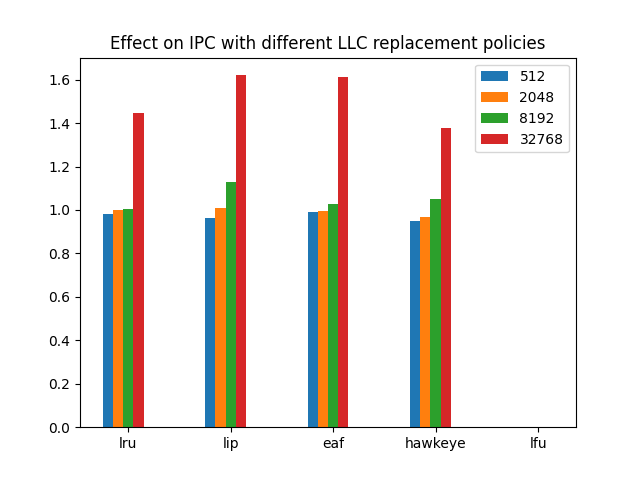 Effect on IPC with different LLC replacement policies
512
2048
8192
32768
1.6
1.4
1.2
1.0
0.8
0.6
0.4
0.2
0.0
lru
lip
eaf
hawkeye
lfu